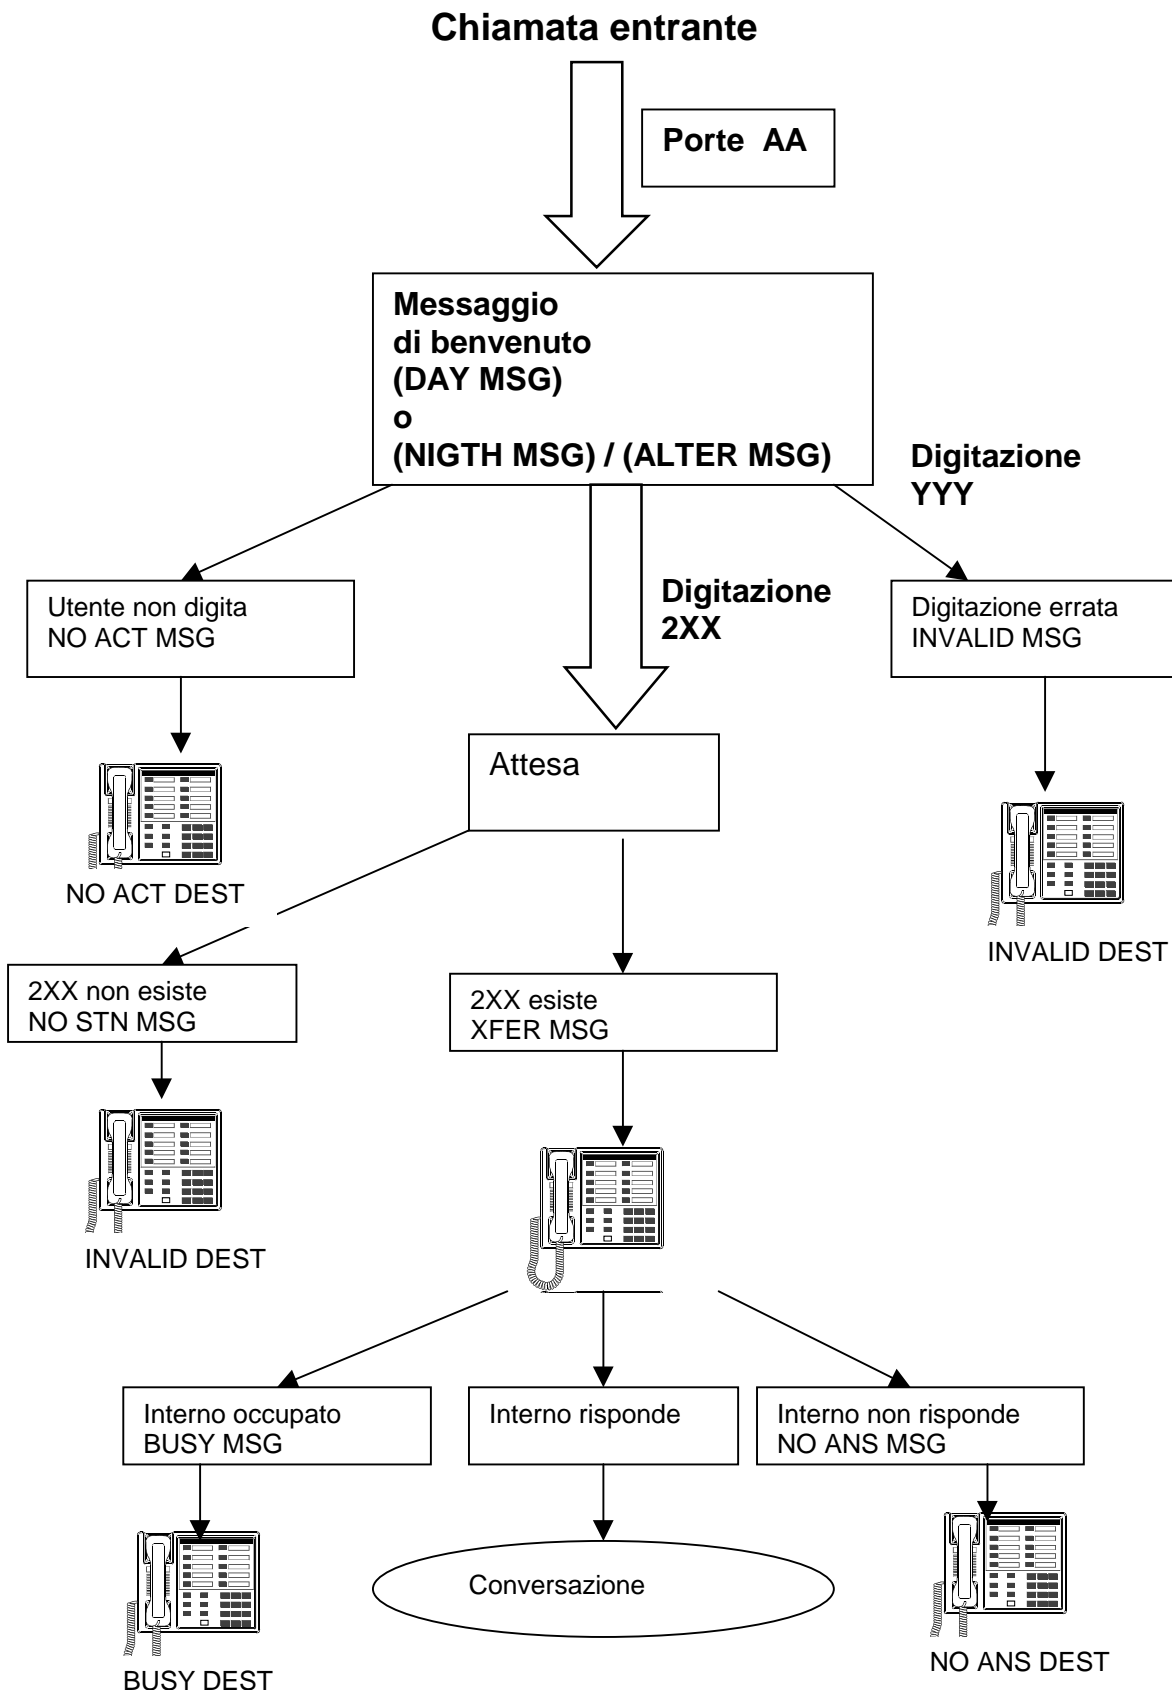 Chiamata entrante
Porte AA
Messaggio
di benvenuto
(DAY MSG)
o
(NIGTH MSG) / (ALTER MSG)
Digitazione
YYY
Utente non digita
NO ACT MSG
Digitazione
2XX
Digitazione errata
INVALID MSG
Attesa
NO ACT DEST
INVALID DEST
2XX non esiste
NO STN MSG
2XX esiste
XFER MSG
INVALID DEST
Interno occupato
BUSY MSG
Interno risponde
Interno non risponde
NO ANS MSG
Conversazione
NO ANS DEST
BUSY DEST